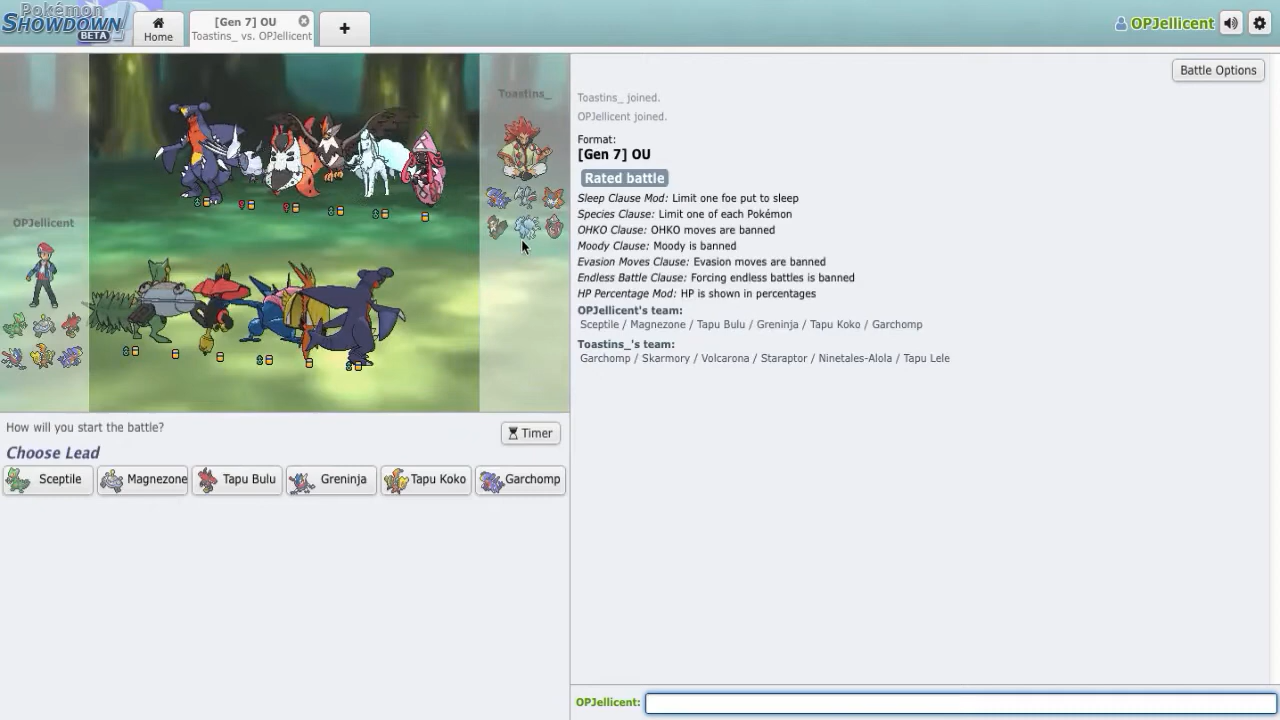 Pokémon
SHOWDOWN
BETA
Home
[Gen 7] OU
Toastins_ vs. OPJellicent
+
OPJellicent
Battle Options
Toastins_
OPJellicent
Toastins_ joined.
OPJellicent joined.
Format:
[Gen 7] OU
Rated battle
Sleep Clause Mod: Limit one foe put to sleep
Species Clause: Limit one of each Pokémon
OHKO Clause: OHKO moves are banned
Moody Clause: Moody is banned
Evasion Moves Clause: Evasion moves are banned
Endless Battle Clause: Forcing endless battles is banned
HP Percentage Mod: HP is shown in percentages
OPJellicent's team:
Sceptile / Magnezone / Tapu Bulu / Greninja / Tapu Koko / Garchomp
Toastins_'s team:
Garchomp / Skarmory / Volcarona / Staraptor / Ninetales-Alola / Tapu Lele
How will you start the battle?
Timer
Choose Lead
Sceptile
Magnezone
Tapu Bulu
Greninja
Tapu Koko
Garchomp
OPJellicent: